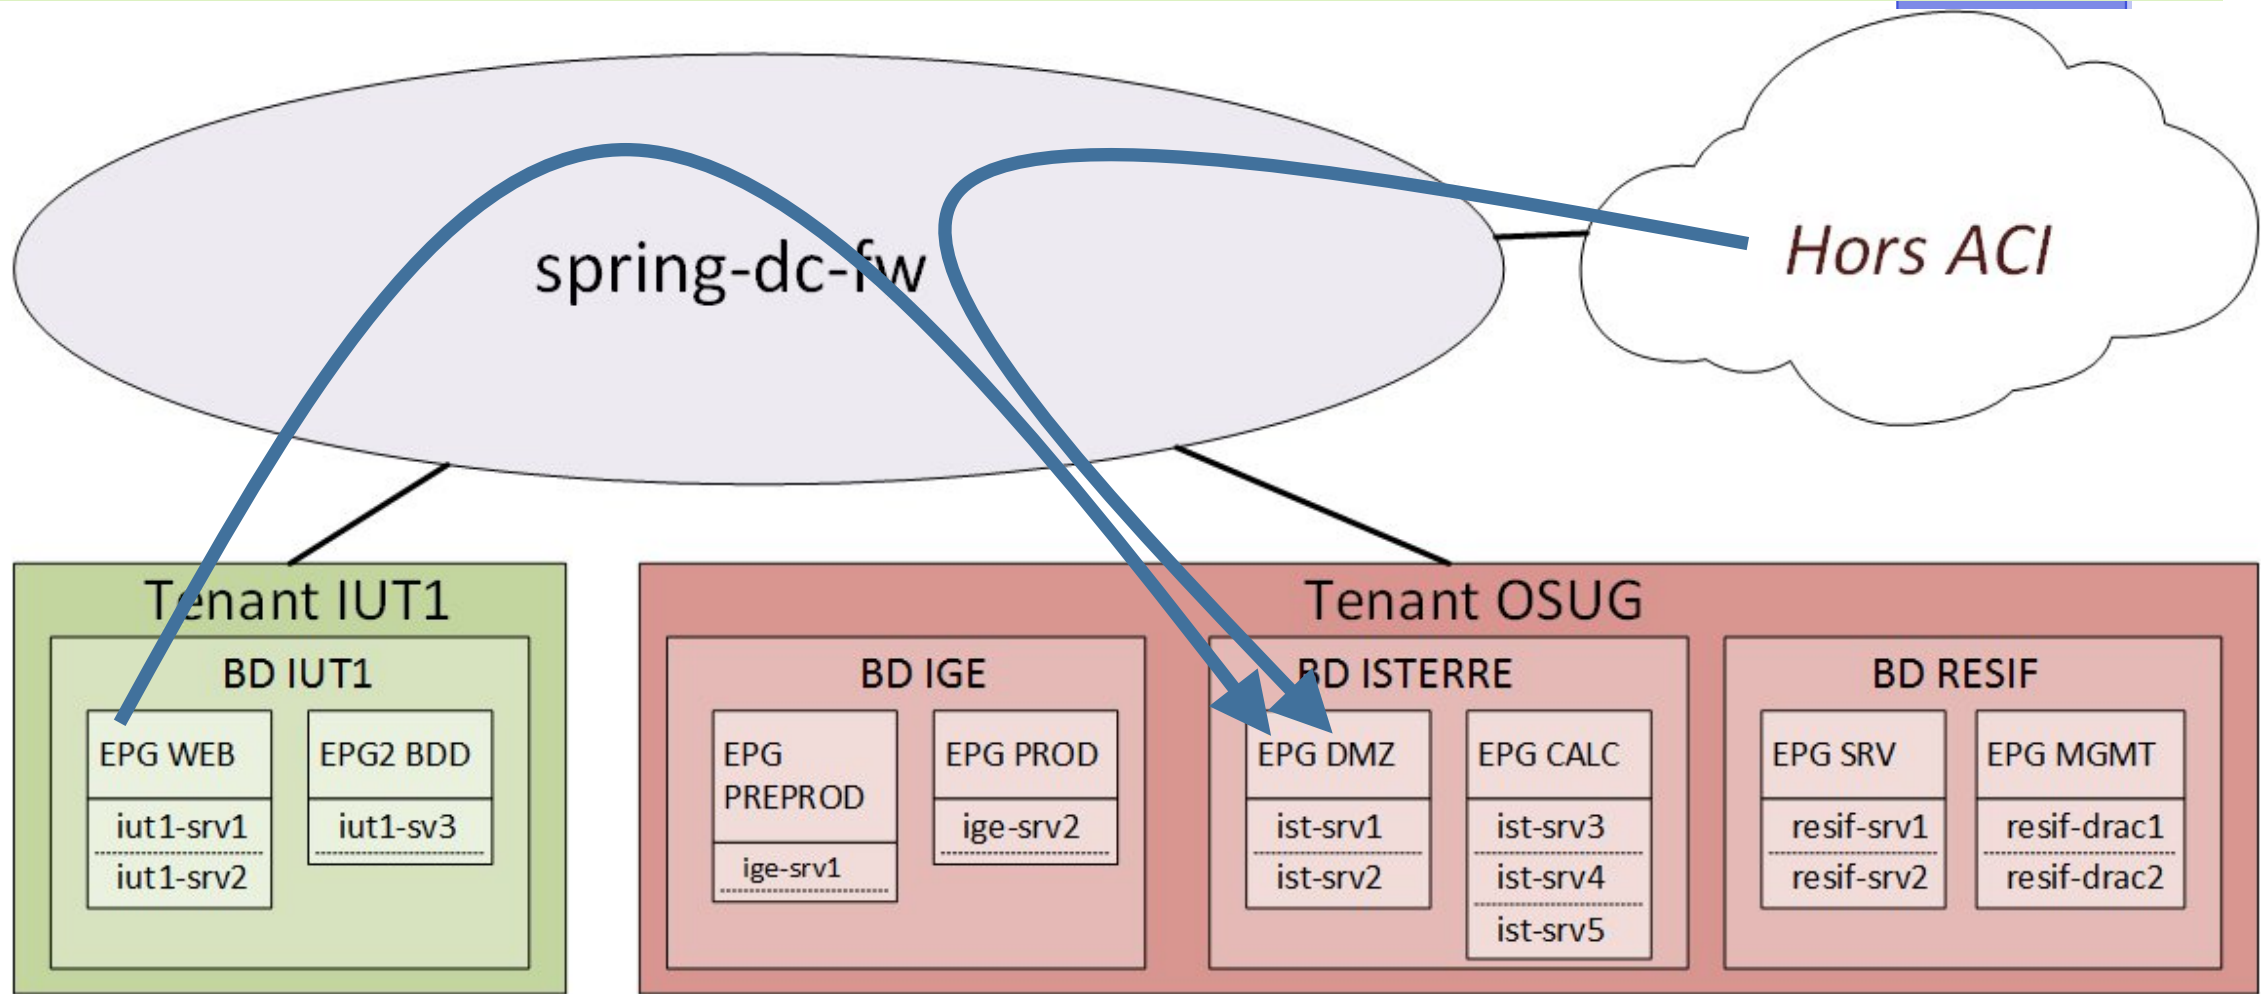 spring-dc-fw
Hors ACI
Tenant IUT1
BD IUT1
EPG WEB
iut1-srv1
iut1-srv2
EPG2 BDD
iut1-sv3
Tenant OSUG
BD IGE
EPG
PREPROD
ige-srv1
EPG PROD
ige-srv2
BD ISTERRE
EPG DMZ
ist-srv1
ist-srv2
EPG CALC
ist-srv3
ist-srv4
ist-srv5
BD RESIF
EPG SRV
resif-srv1
resif-srv2
EPG MGMT
resif-drac1
resif-drac2